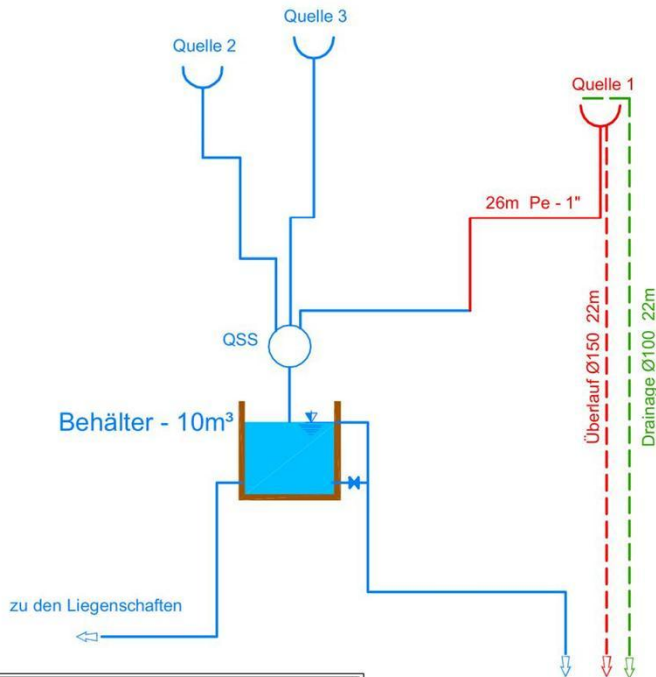 Quelle 3
Quelle 2
Quelle 1
26m Pe - 1"
QSS
Überlauf Ø150 22m
Drainage Ø100 22m
Behälter - 10m³
zu den Liegenschaften